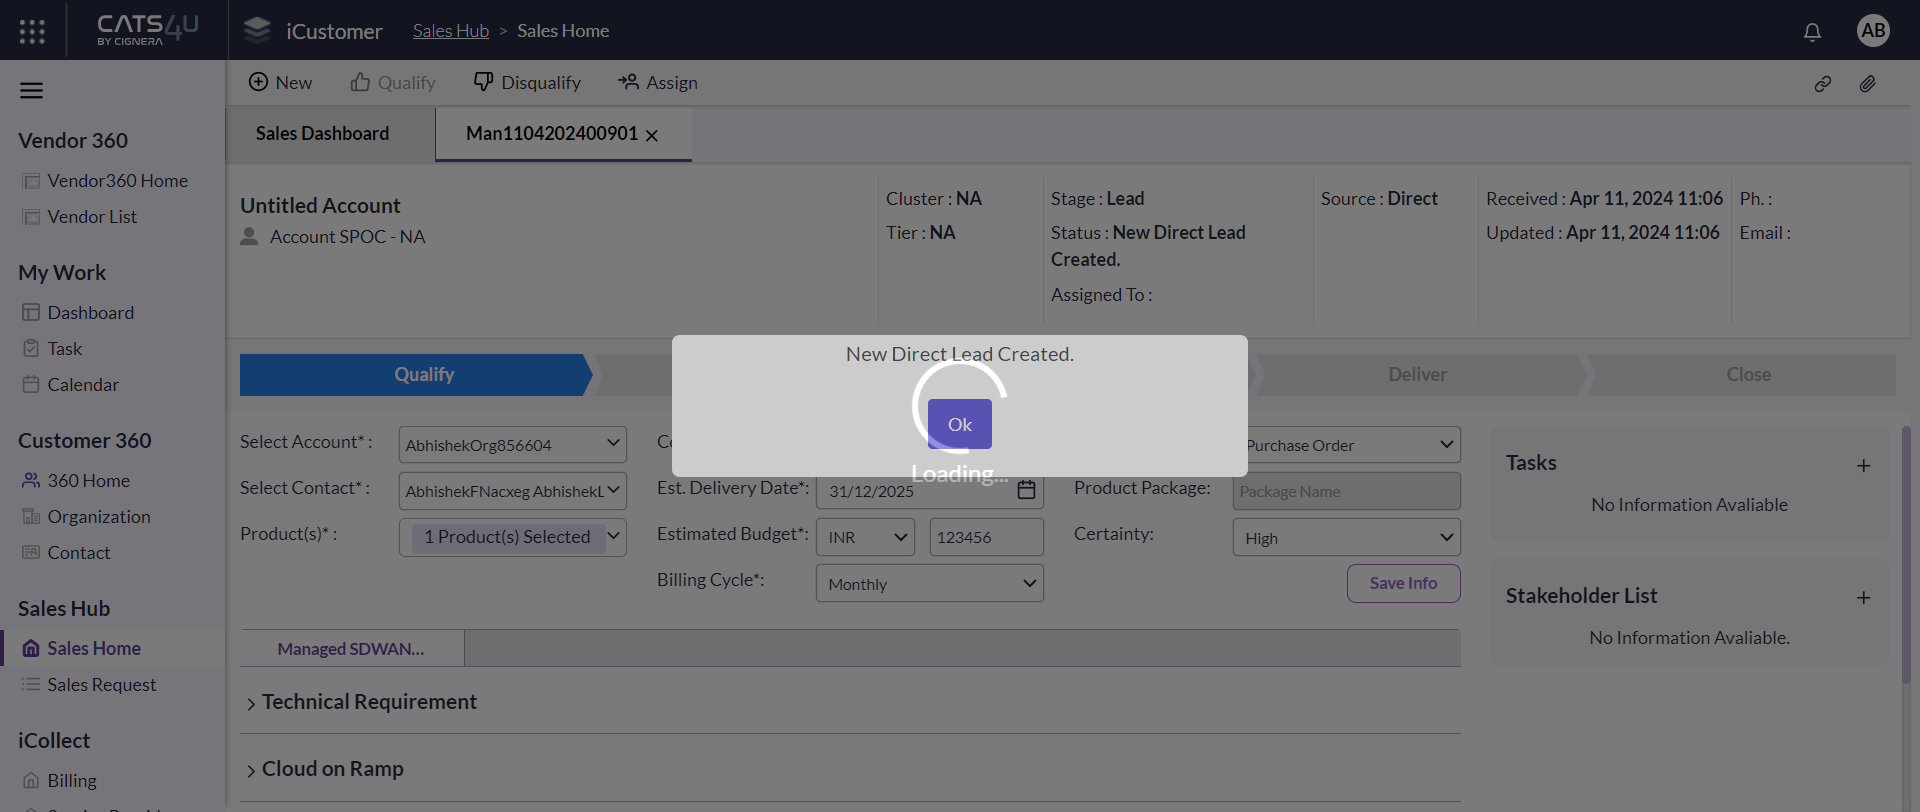 CATS4U
BY CIGNERA
iCustomer
Sales Hub > Sales Home
AB
New
Qualify
Disqualify
Assign
Sales Dashboard
Man1104202400901
Vendor 360
Vendor360 Home
Vendor List
My Work
Dashboard
Task
Calendar
Customer 360
360 Home
Organization
Contact
Sales Hub
Sales Home
Sales Request
iCollect
Billing
Untitled Account
Account SPOC - NA
Cluster : NA
Tier : NA
Stage : Lead
Status : New Direct Lead
Created.
Assigned To :
Source : Direct
Received : Apr 11, 2024 11:06
Updated : Apr 11, 2024 11:06
Ph. :
Email :
Qualify
Deliver
Close
New Direct Lead Created.
Ok
Loading...
Select Account* :
AbhishekOrg856604
Select Contact* :
AbhishekFNacxeg AbhishekL
Product(s)* :
1 Product(s) Selected
Est. Delivery Date*:
31/12/2025
Estimated Budget*:
INR
123456
Billing Cycle*:
Monthly
Purchase Order
Product Package:
Package Name
Certainty:
High
Save Info
Tasks
No Information Avaliable
Stakeholder List
No Information Avaliable.
Managed SDWAN...
Technical Requirement
Cloud on Ramp